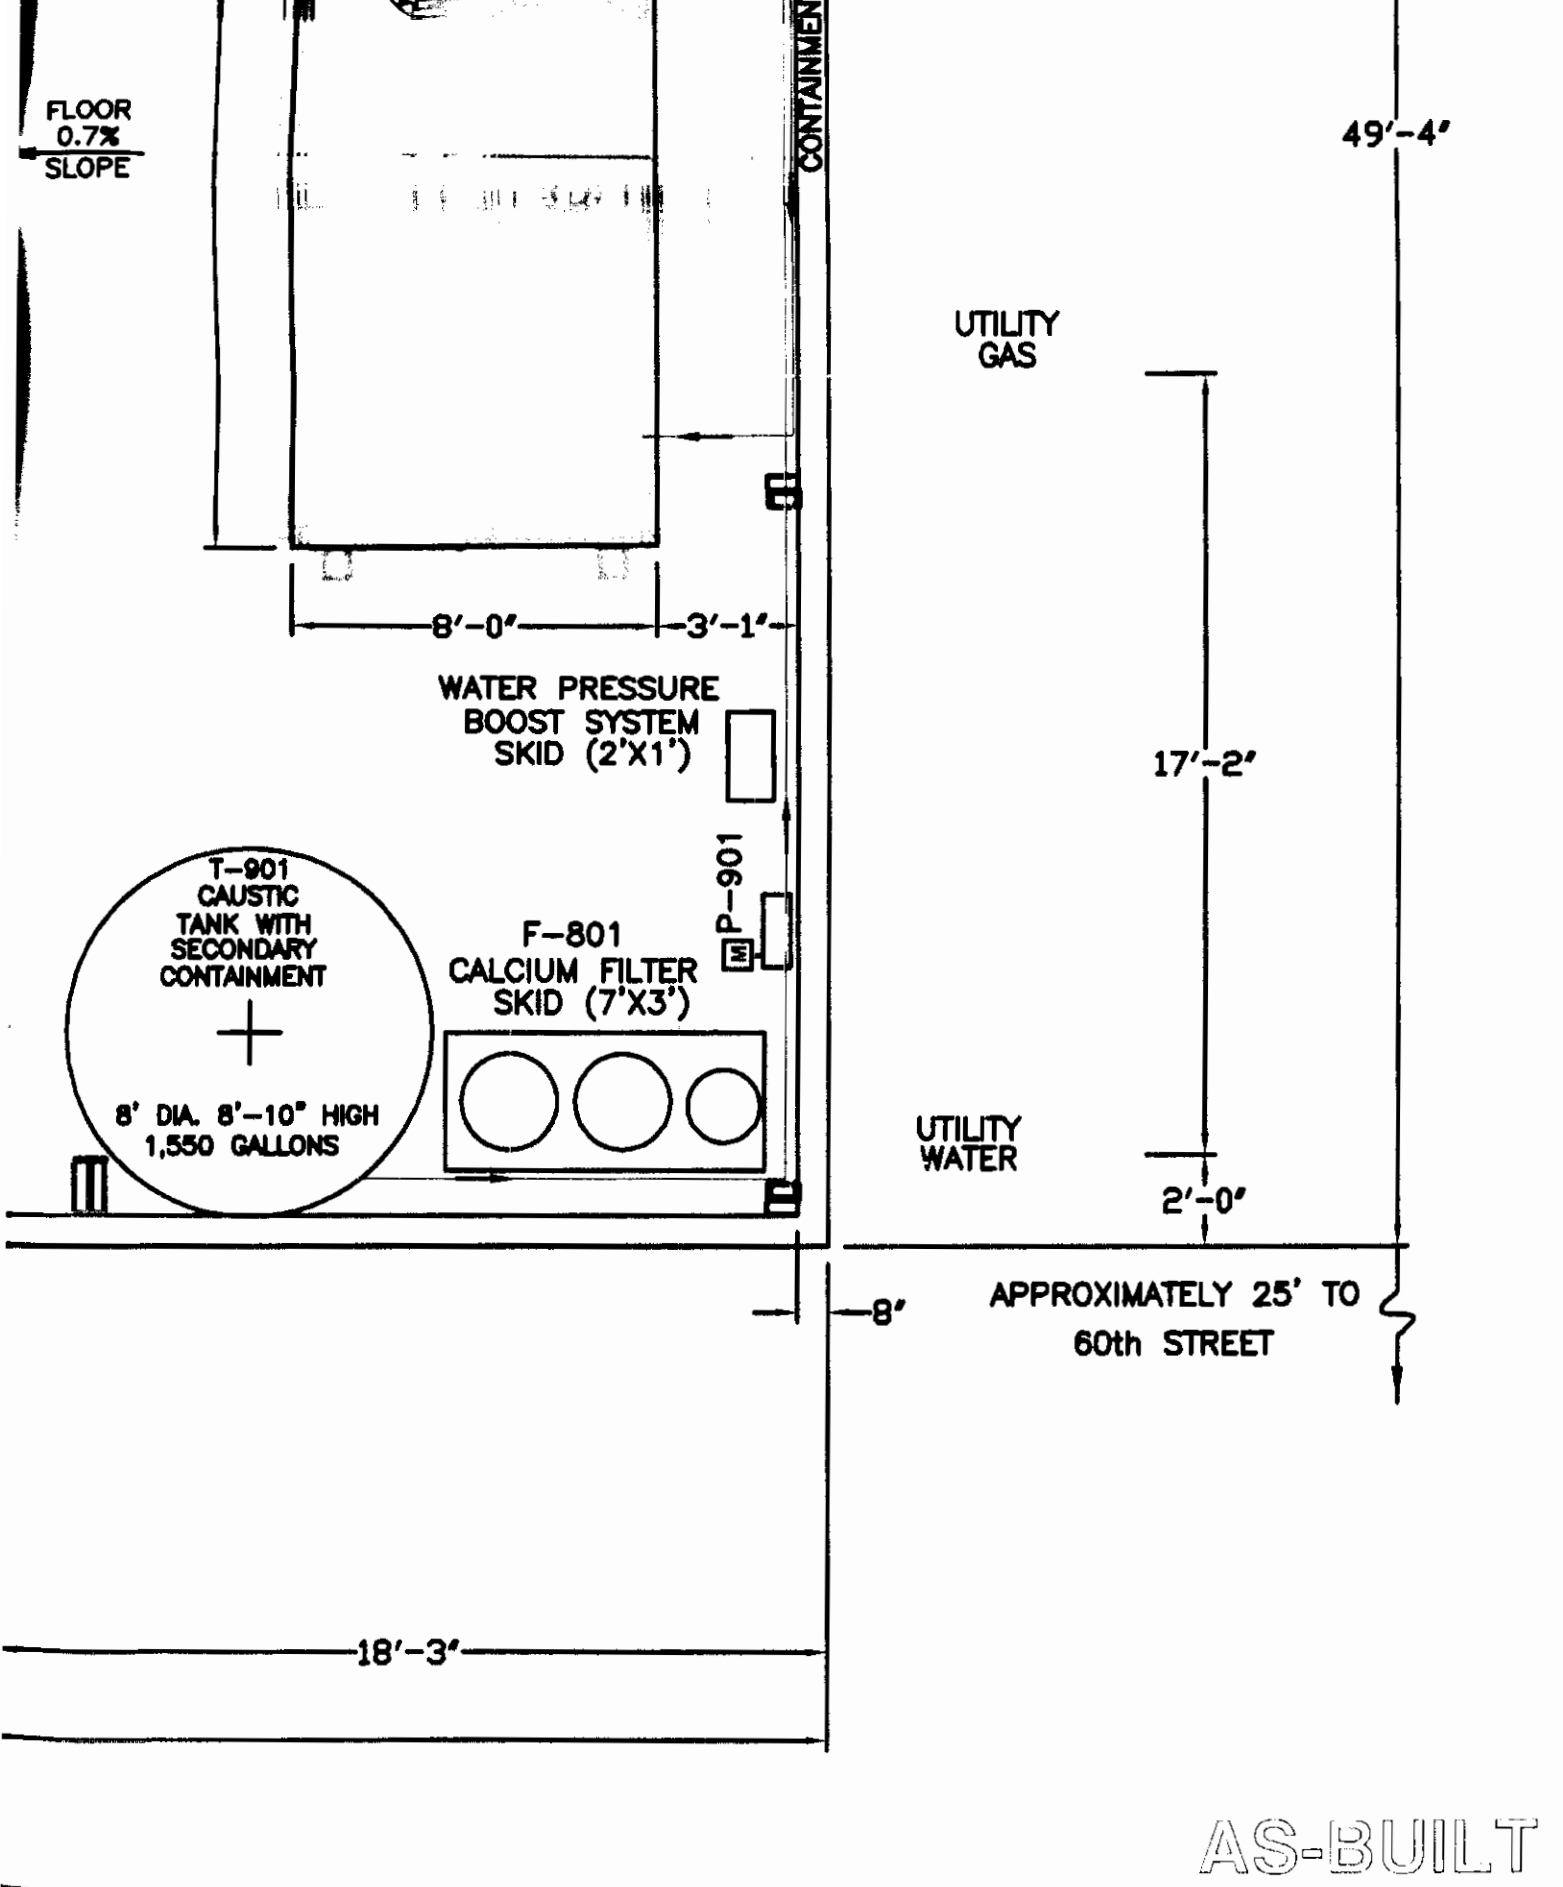 CONTAINMEN
FLOOR
0.7%
SLOPE
49'-4"
UTILITY
GAS
8'-0"
3'-1"
WATER PRESSURE
BOOST SYSTEM
SKID (2'X1')
17'-2"
P-901
M
T-901
CAUSTIC
TANK WITH
SECONDARY
CONTAINMENT
8' DIA. 8'-10" HIGH
1,550 GALLONS
F-801
CALCIUM FILTER
SKID (7'X3')
UTILITY
WATER
2'-0"
8"
APPROXIMATELY 25' TO
60th STREET
18'-3"
AS-BUILT